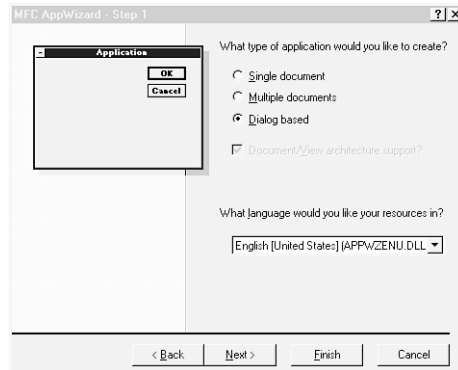 MFC AppWizard - Step 1
? x
Application
OK
Cancel
What type of application would you like to create?
Single document
Multiple documents
Dialog based
Document/View architecture support?
What language would you like your resources in?
English [United States] (APPWZENU.DLL
< Back
Next >
Finish
Cancel